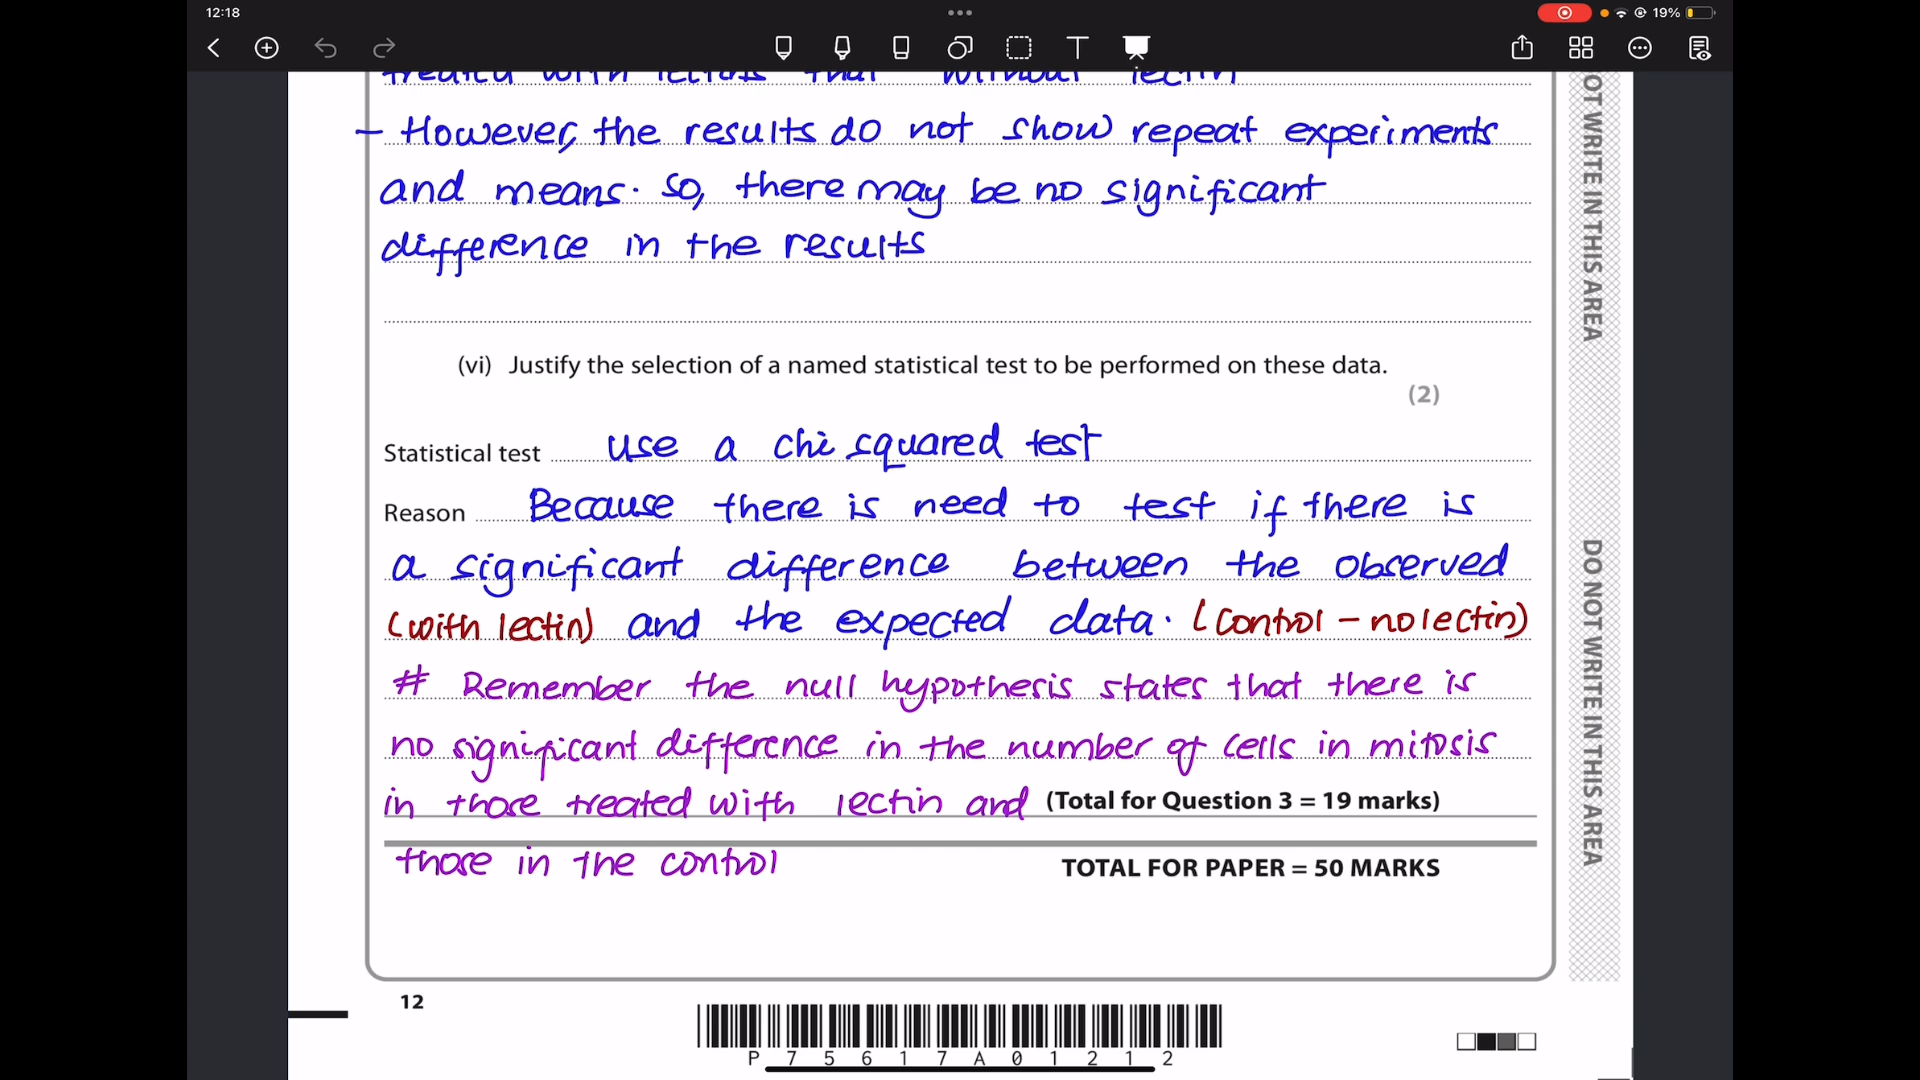 12:18
19%
treated with lectins that without lectin
OT WRITE IN THIS AREA
- However, the results do not show repeat experiments
and means. So, there may be no significant
difference in the results
(vi) Justify the selection of a named statistical test to be performed on these data.
(2)
Statistical test use a chi squared test
Reason Because there is need to test if there is
a significant difference between the observed
(with lectin) and the expected data. (control - no lectin)
# Remember the null hypothesis states that there is
no significant difference in the number of cells in mitosis
in those treated with lectin and (Total for Question 3 = 19 marks)
those in the control TOTAL FOR PAPER = 50 MARKS
DO NOT WRITE IN THIS AREA
12
P 7 5 6 1 7 A 0 1 2 1 2